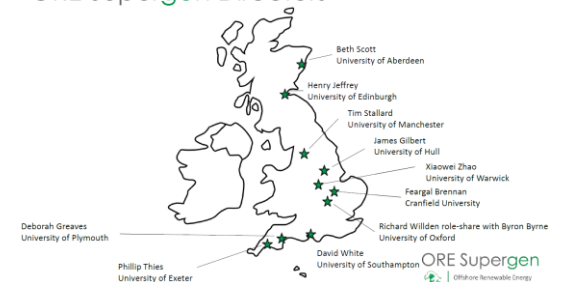 Beth Scott
University of Aberdeen
Henry Jeffrey
University of Edinburgh
Tim Stallard
University of Manchester
James Gilbert
University of Hull
Xiaowei Zhao
University of Warwick
Feargal Brennan
Cranfield University
Richard Willden role-share with Byron Byrne
University of Oxford
Deborah Greaves
University of Plymouth
David White
University of Southampton
Phillip Thies
University of Exeter
ORE Supergen
Offshore Renewable Energy